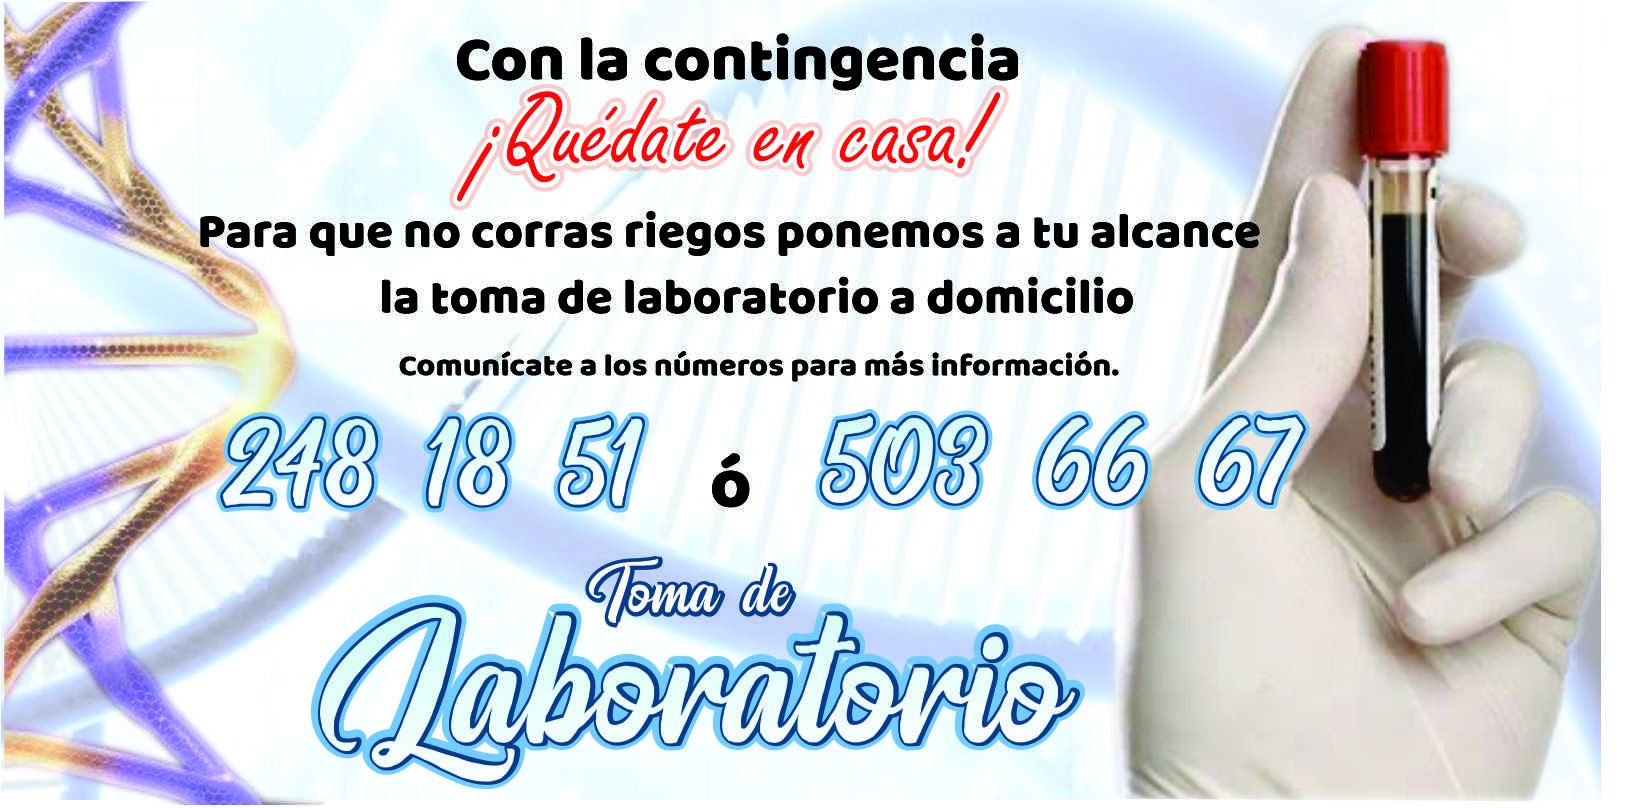 Con la contingencia
¡Quédate en casa!
Para que no corras riegos ponemos a tu alcance
la toma de laboratorio a domicilio
Comunícate a los números para más información.
248 18 51 ó 503 66 67
Toma de
Laboratorio